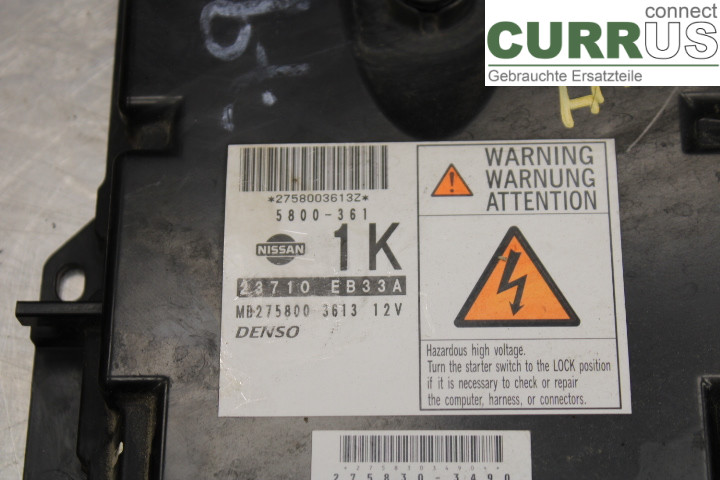 connect
CURRUS
Gebrauchte Ersatzteile
*2758003613Z*
5800-361
NISSAN
1K
23710 EB33A
MB275800 3613 12V
DENSO
WARNING
WARNUNG
ATTENTION
Hazardous high voltage.
Turn the starter switch to the LOCK position
if it is necessary to check or repair
the computer, harness, or connectors.
275830-3490